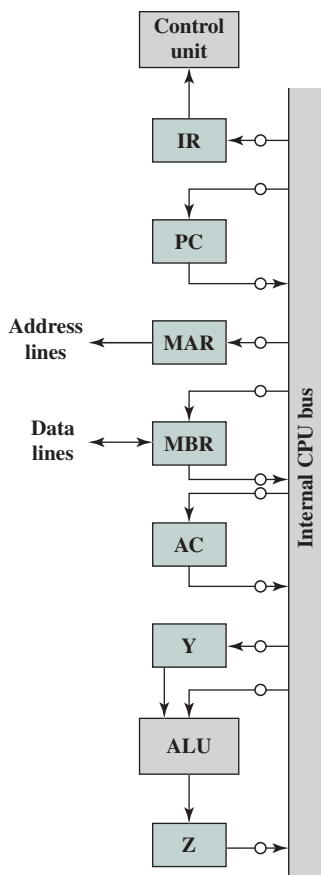 Control
unit
IR
PC
Address
lines
MAR
Data
lines
MBR
Internal CPU bus
AC
Y
ALU
Z